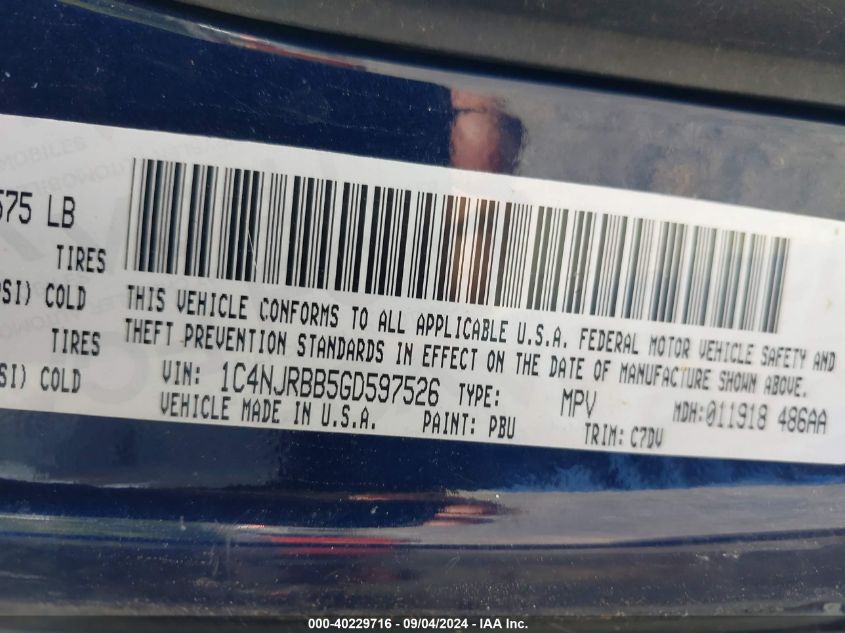 575 LB
TIRES
PSI) COLD
TIRES
SI) COLD
THIS VEHICLE CONFORMS TO ALL APPLICABLE U.S.A. FEDERAL MOTOR VEHICLE SAFETY AND
THEFT PREVENTION STANDARDS IN EFFECT ON THE DATE OF MANUFACTURE SHOWN ABOVE.
VIN: 1C4NJRBB5GD597526 TYPE: MPV MDH:011918 486AA
VEHICLE MADE IN U.S.A. PAINT: PBU TRIM: C7DV
000-40229716 - 09/04/2024 - IAA Inc.